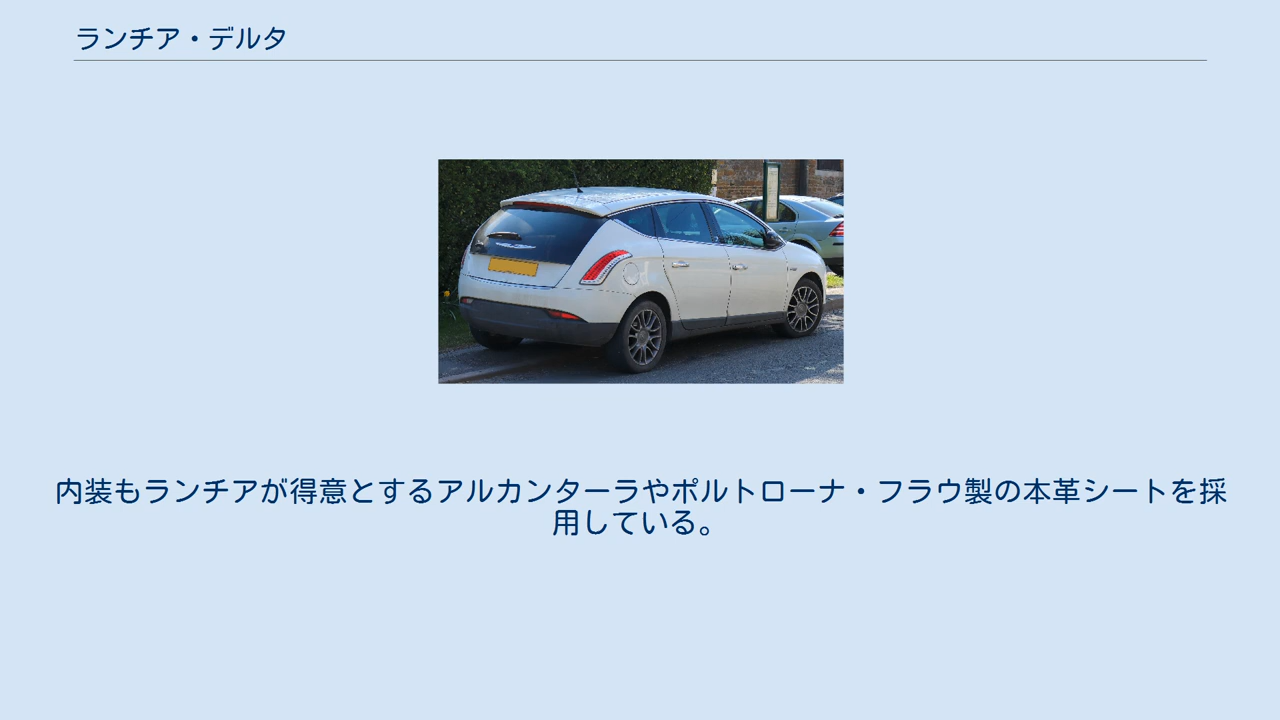 ランチア・デルタ
内装もランチアが得意とするアルカンターラやポルトローナ・フラウ製の本革シートを採
用している。